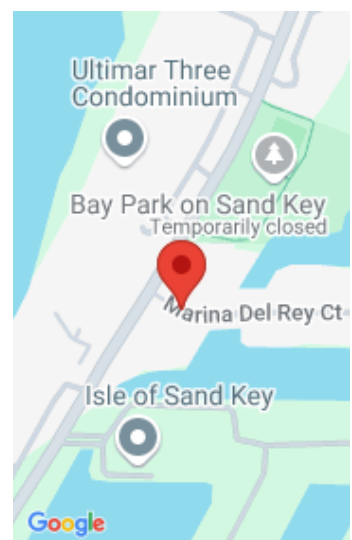 Ultimar Three
Condominium
Bay Park on Sand Key
Temporarily closed
Marina Del Rey Ct
Isle of Sand Key
Google